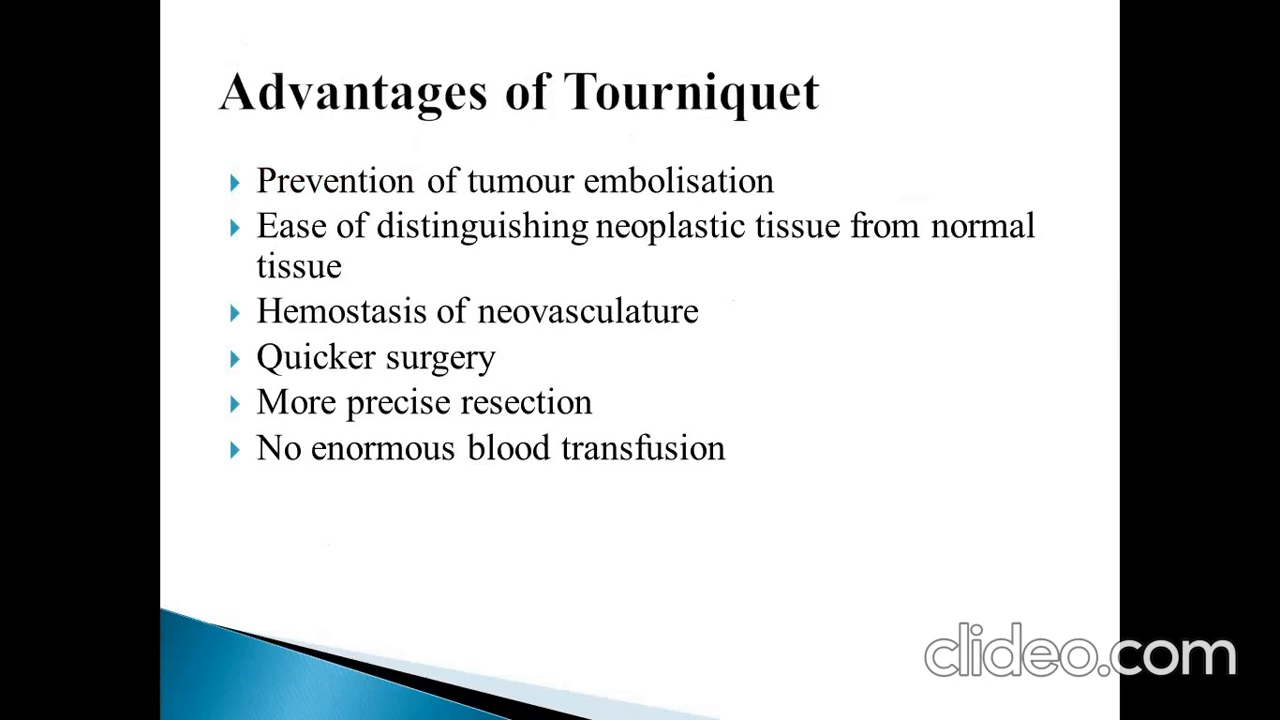 Advantages of Tourniquet
Prevention of tumour embolisation
Ease of distinguishing neoplastic tissue from normal
tissue
Hemostasis of neovasculature
Quicker surgery
More precise resection
No enormous blood transfusion
clideo.com